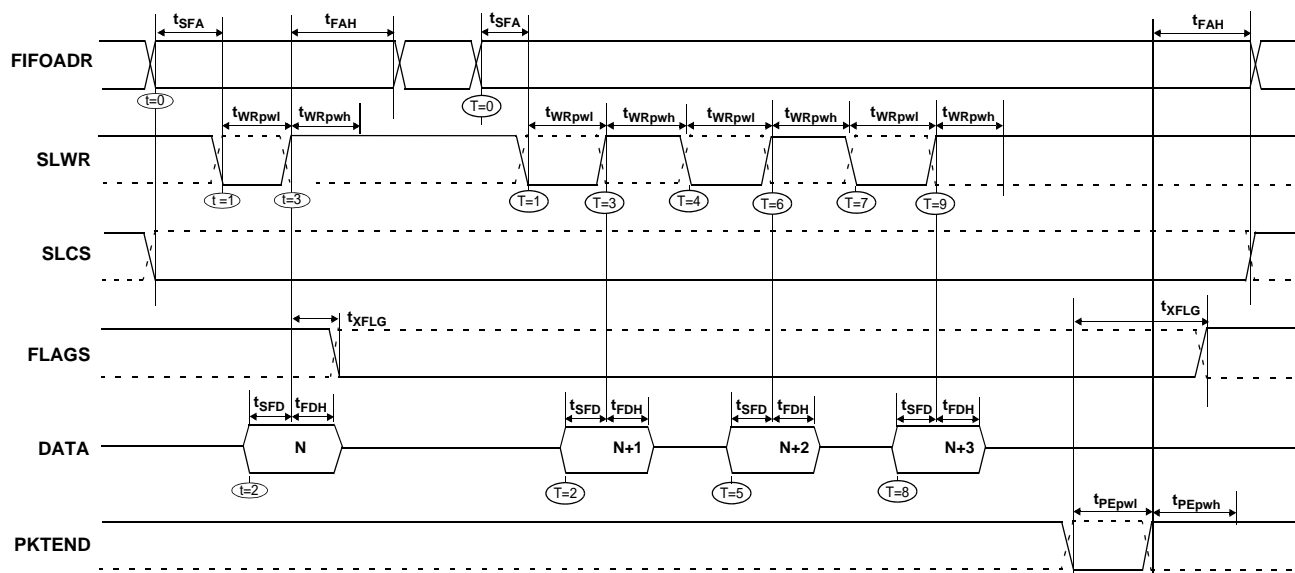 tSFA tFAH tSFA tFAH
FIFOADR
t=0 T=0
tWRpwl tWRpwh tWRpwl tWRpwh tWRpwl tWRpwh tWRpwl tWRpwh
SLWR
t =1 t=3 T=1 T=3 T=4 T=6 T=7 T=9
SLCS
tXFLG tXFLG
FLAGS
tSFD tFDH tSFD tFDH tSFD tFDH tSFD tFDH
DATA N N+1 N+2 N+3
t=2 T=2 T=5 T=8
tPEpwl tPEpwh
PKTEND